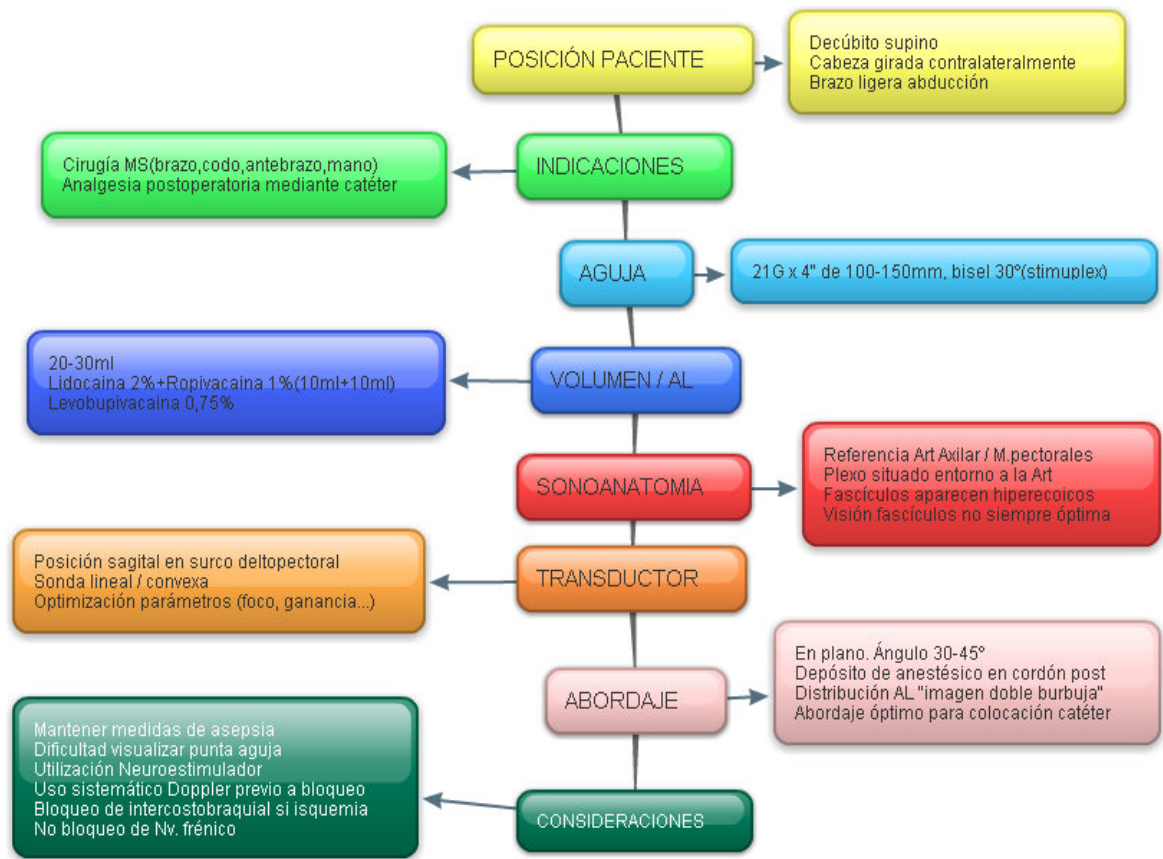 POSICIÓN PACIENTE
Decúbito supino
Cabeza girada contralateralmente
Brazo ligera abducción
INDICACIONES
Cirugía MS(brazo,codo,antebrazo,mano)
Analgesia postoperatoria mediante catéter
AGUJA
21G x 4" de 100-150mm, bisel 30º(stimuplex)
VOLUMEN / AL
20-30ml
Lidocaina 2%+Ropivacaina 1%(10ml+10ml)
Levobupivacaina 0,75%
SONOANATOMIA
Referencia Art Axilar / M.pectorales
Plexo situado entorno a la Art
Fascículos aparecen hiperecoicos
Visión fascículos no siempre óptima
TRANSDUCTOR
Posición sagital en surco deltopectoral
Sonda lineal / convexa
Optimización parámetros (foco, ganancia...)
ABORDAJE
En plano. Ángulo 30-45º
Depósito de anestésico en cordón post
Distribución AL "imagen doble burbuja"
Abordaje óptimo para colocación catéter
CONSIDERACIONES
Mantener medidas de asepsia
Dificultad visualizar punta aguja
Utilización Neuroestimulador
Uso sistemático Doppler previo a bloqueo
Bloqueo de intercostobraquial si isquemia
No bloqueo de Nv. frénico